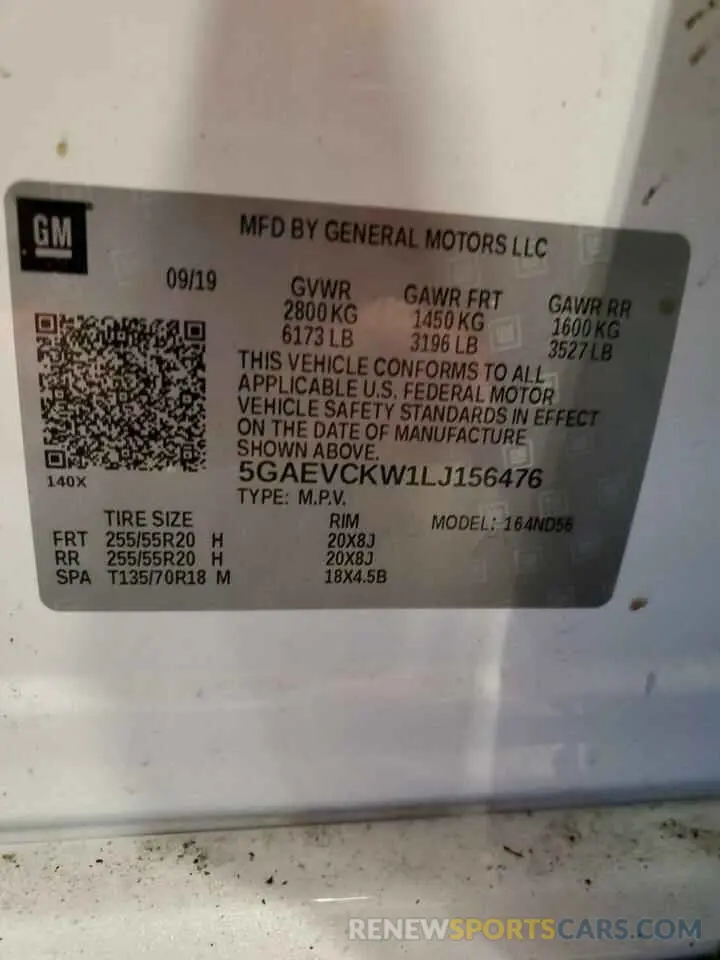 GM
MFD BY GENERAL MOTORS LLC
09/19
GVWR
2800 KG
6173 LB
GAWR FRT
1450 KG
3196 LB
GAWR RR
1600 KG
3527 LB
THIS VEHICLE CONFORMS TO ALL
APPLICABLE U.S. FEDERAL MOTOR
VEHICLE SAFETY STANDARDS IN EFFECT
ON THE DATE OF MANUFACTURE
SHOWN ABOVE.
140X
5GAEVCKW1LJ156476
TYPE: M.P.V.
TIRE SIZE RIM MODEL: 164ND56
FRT 255/55R20 H 20X8J
RR 255/55R20 H 20X8J
SPA T135/70R18 M 18X4.5B
RENEWSPORTSCARS.COM